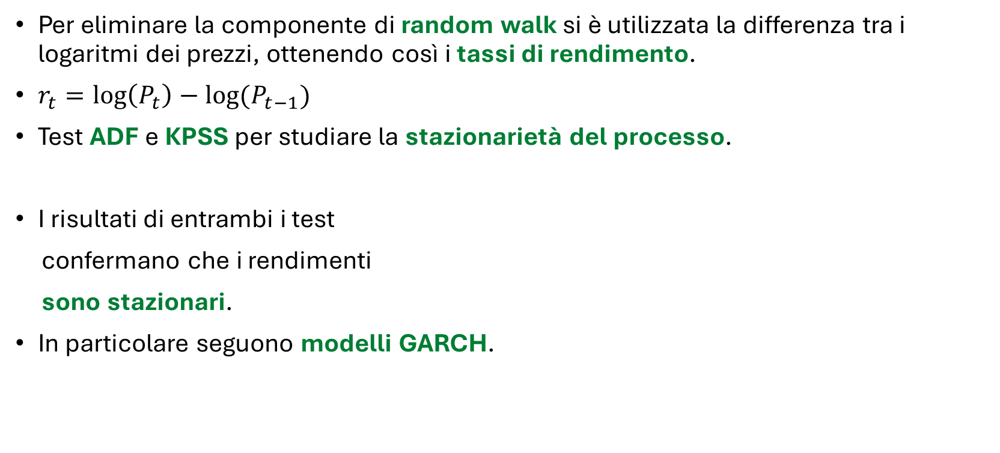 • Per eliminare la componente di random walk si è utilizzata la differenza tra i
logaritmi dei prezzi, ottenendo così i tassi di rendimento.
• r_t = log(P_t) − log(P_{t−1})
• Test ADF e KPSS per studiare la stazionarietà del processo.
• I risultati di entrambi i test
confermano che i rendimenti
sono stazionari.
• In particolare seguono modelli GARCH.